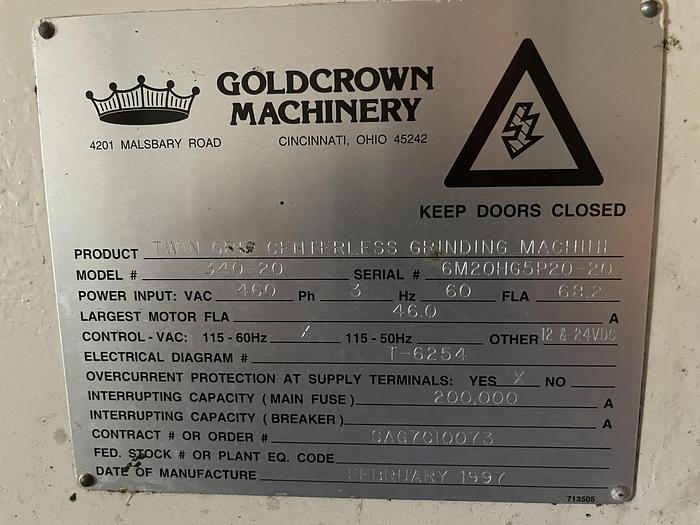 GOLDCROWN
MACHINERY
4201 MALSBARY ROAD CINCINNATI, OHIO 45242
KEEP DOORS CLOSED
PRODUCT TWIN GRIP CENTERLESS GRINDING MACHINE
MODEL # 340-20 SERIAL # 6M20HG5P20-20
POWER INPUT: VAC 460 Ph 3 Hz 60 FLA 68.2
LARGEST MOTOR FLA 46.0 A
CONTROL - VAC: 115 - 60Hz X 115 - 50Hz OTHER 12 & 24VDC
ELECTRICAL DIAGRAM # T-6254
OVERCURRENT PROTECTION AT SUPPLY TERMINALS: YES X NO
INTERRUPTING CAPACITY (MAIN FUSE) 200,000 A
INTERRUPTING CAPACITY (BREAKER) A
CONTRACT # OR ORDER # CAG7C10073
FED. STOCK # OR PLANT EQ. CODE
DATE OF MANUFACTURE FEBRUARY 1997
713505